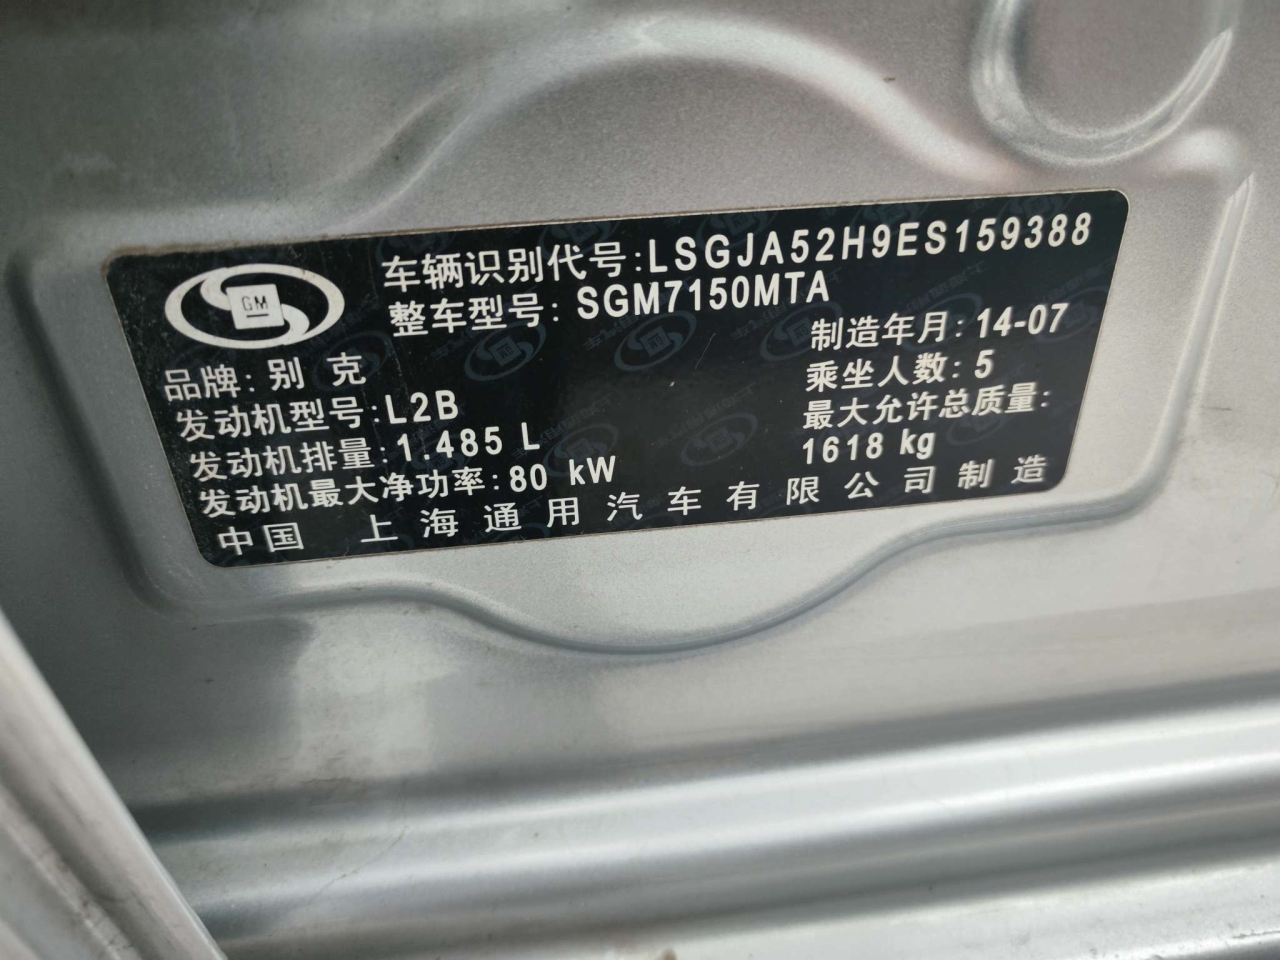 GM
车辆识别代号:LSGJA52H9ES159388
整车型号: SGM7150MTA
品牌: 别 克
制造年月: 14-07
发动机型号:L2B
乘坐人数: 5
发动机排量: 1.485 L
最大允许总质量:
1618 kg
发动机最大净功率: 80 kW
中国 上海通用汽车有限公司制造